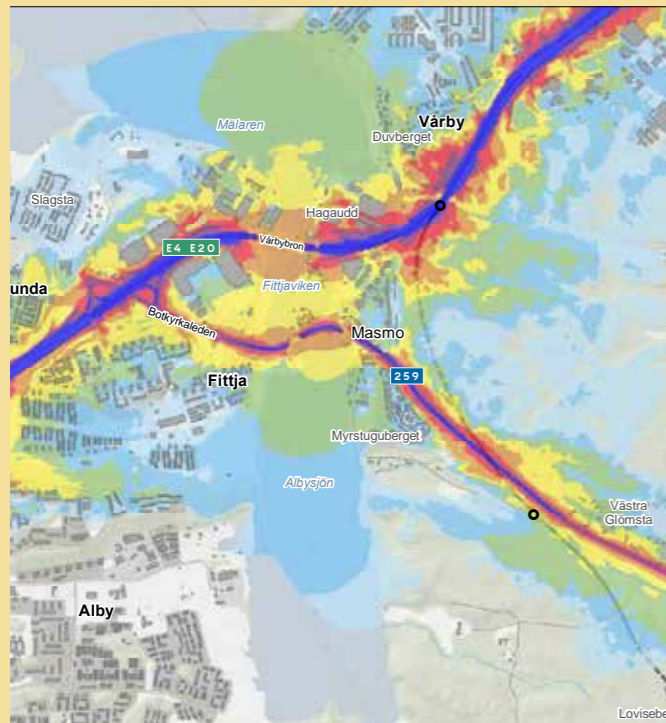 Vårby
Duvberget
Mälaren
Slagsta
Hagaudd
E4 E20
Vårbybron
unda
Fittjaviken
Botkyrkaleden
Masmo
259
Fittja
Myrstuguberget
Albysjön
Västra
Glömsta
Alby
Lovisebe